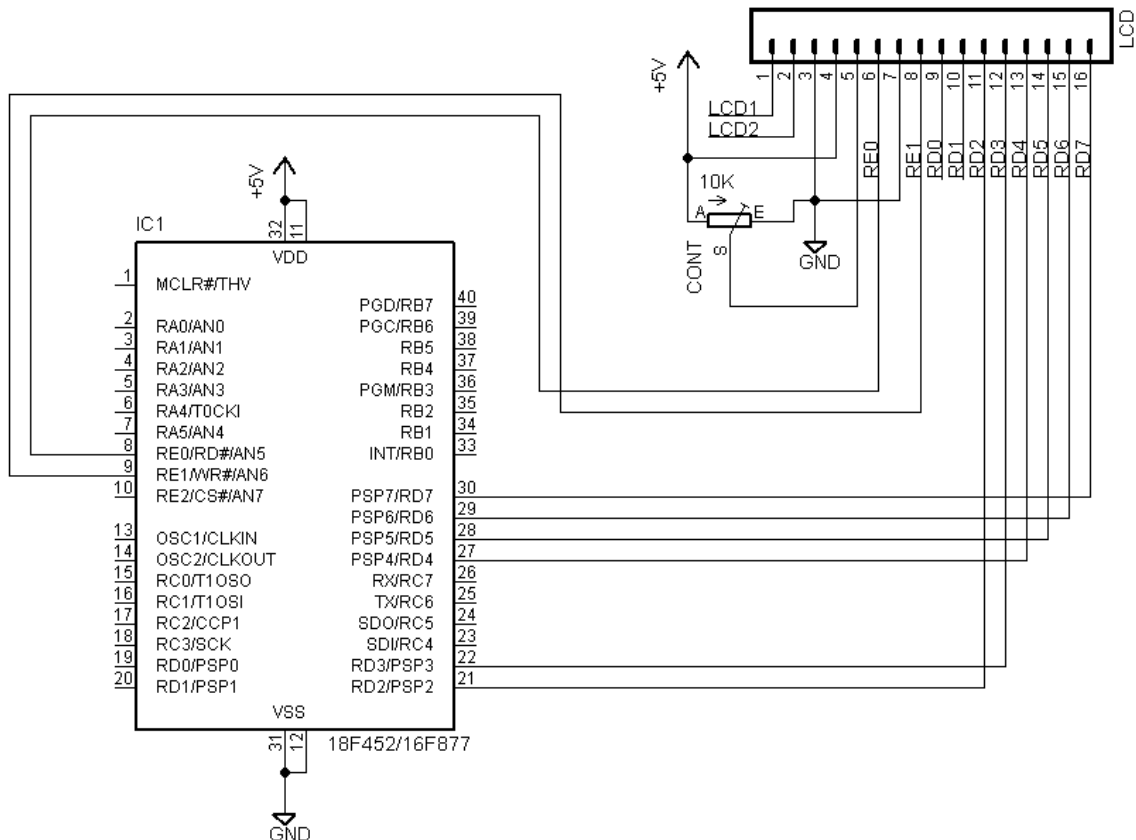 LCD
1
2
3
4
5
6
7
8
9
10
11
12
13
14
15
16
+5V
LCD1
LCD2
RE0
RE1
RD0
RD1
RD2
RD3
RD4
RD5
RD6
RD7
10K
A
E
S
CONT
GND
+5V
IC1
32
11
VDD
1 MCLR#/THV
PGD/RB7 40
2 RA0/AN0
PGC/RB6 39
3 RA1/AN1
RB5 38
4 RA2/AN2
RB4 37
5 RA3/AN3
PGM/RB3 36
6 RA4/T0CKI
RB2 35
7 RA5/AN4
RB1 34
8 RE0/RD#/AN5
INT/RB0 33
9 RE1/WR#/AN6
10 RE2/CS#/AN7
PSP7/RD7 30
PSP6/RD6 29
13 OSC1/CLKIN
PSP5/RD5 28
14 OSC2/CLKOUT
PSP4/RD4 27
15 RC0/T1OSO
RX/RC7 26
16 RC1/T1OSI
TX/RC6 25
17 RC2/CCP1
SDO/RC5 24
18 RC3/SCK
SDI/RC4 23
19 RD0/PSP0
RD3/PSP3 22
20 RD1/PSP1
RD2/PSP2 21
VSS
31
12
18F452/16F877
GND